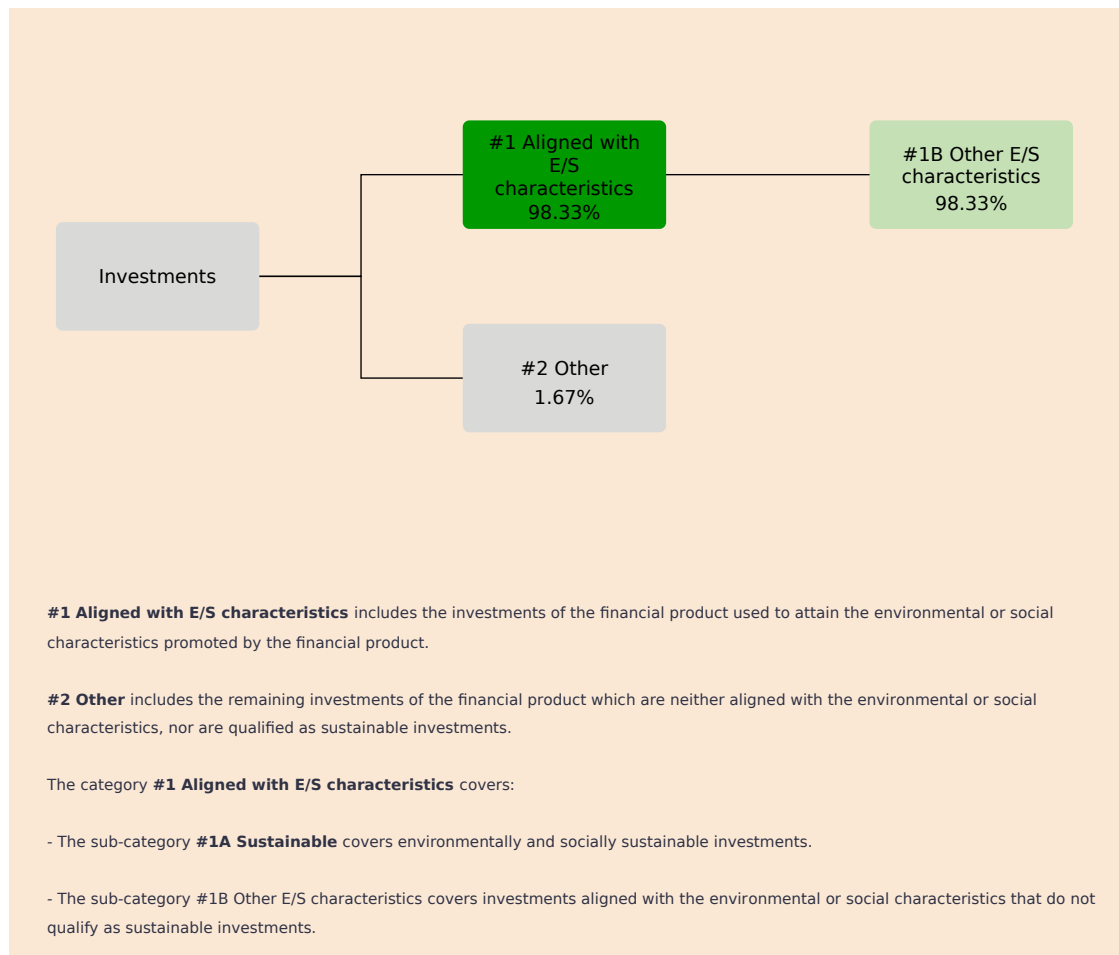 #1 Aligned with
E/S
characteristics
98.33%
#1B Other E/S
characteristics
98.33%
Investments
#2 Other
1.67%
#1 Aligned with E/S characteristics includes the investments of the financial product used to attain the environmental or social
characteristics promoted by the financial product.
#2 Other includes the remaining investments of the financial product which are neither aligned with the environmental or social
characteristics, nor are qualified as sustainable investments.
The category #1 Aligned with E/S characteristics covers:
- The sub-category #1A Sustainable covers environmentally and socially sustainable investments.
- The sub-category #1B Other E/S characteristics covers investments aligned with the environmental or social characteristics that do not
qualify as sustainable investments.